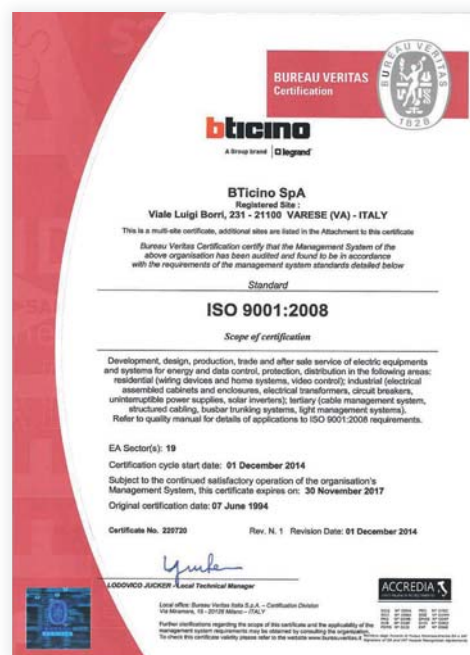 BUREAU VERITAS
Certification
1828
bticino
A Group brand | legrand
BTicino SpA
Registered Site :
Viale Luigi Borri, 231 - 21100 VARESE (VA) - ITALY
This is a multi-site certificate, additional sites are listed in the Attachment to this certificate
Bureau Veritas Certification certify that the Management System of the
above organisation has been audited and found to be in accordance
with the requirements of the management system standards detailed below
Standard
ISO 9001:2008
Scope of certification
Development, design, production, trade and after sale service of electric equipments
and systems for energy and data control, protection, distribution in the following areas:
residential (wiring devices and home systems, video control); industrial (electrical
assembled cabinets and enclosures, electrical transformers, circuit breakers,
uninterruptible power supplies, solar inverters); tertiary (cable management system,
structured cabling, busbar trunking systems, light management systems).
Refer to quality manual for details of applications to ISO 9001:2008 requirements.
EA Sector(s): 19
Certification cycle start date: 01 December 2014
Subject to the continued satisfactory operation of the organisation's
Management System, this certificate expires on: 30 November 2017
Original certification date: 07 June 1994
Certificate No. 220720 Rev. N. 1 Revision Date: 01 December 2014
LODOVICO JUCKER - Local Technical Manager
Local office: Bureau Veritas Italia S.p.A. – Certification Division
Via Miramare, 15 - 20126 Milano – ITALY
Further clarifications regarding the scope of this certificate and the applicability of the
management system requirements may be obtained by consulting the organization.
To check this certificate validity please refer to the website www.bureauveritas.it
ACCREDIA